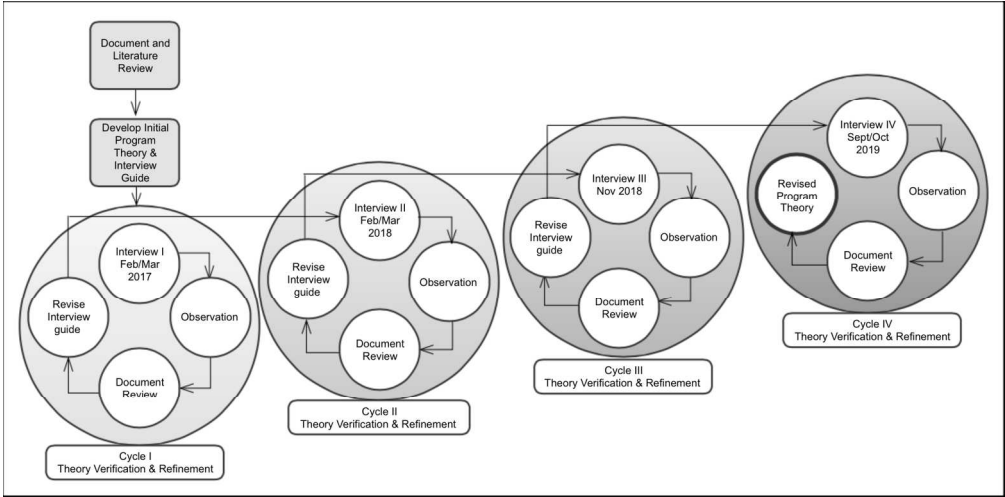 Document and
Literature
Review
Develop Initial
Program
Theory &
Interview
Guide
Interview I
Feb/Mar
2017
Observation
Document
Review
Revise
Interview
guide
Cycle I
Theory Verification & Refinement
Interview II
Feb/Mar
2018
Observation
Document
Review
Revise
Interview
guide
Cycle II
Theory Verification & Refinement
Interview III
Nov 2018
Observation
Document
Review
Revise
Interview
guide
Cycle III
Theory Verification & Refinement
Interview IV
Sept/Oct
2019
Observation
Document
Review
Revised
Program
Theory
Cycle IV
Theory Verification & Refinement